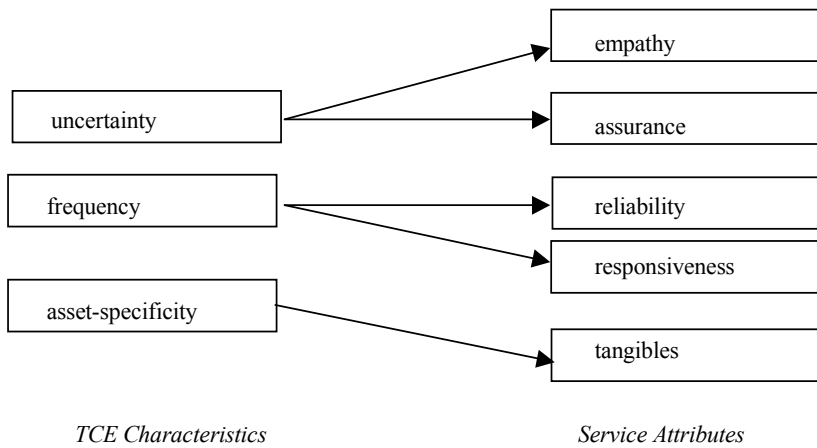 empathy
uncertainty
assurance
frequency
reliability
responsiveness
asset-specificity
tangibles
TCE Characteristics
Service Attributes